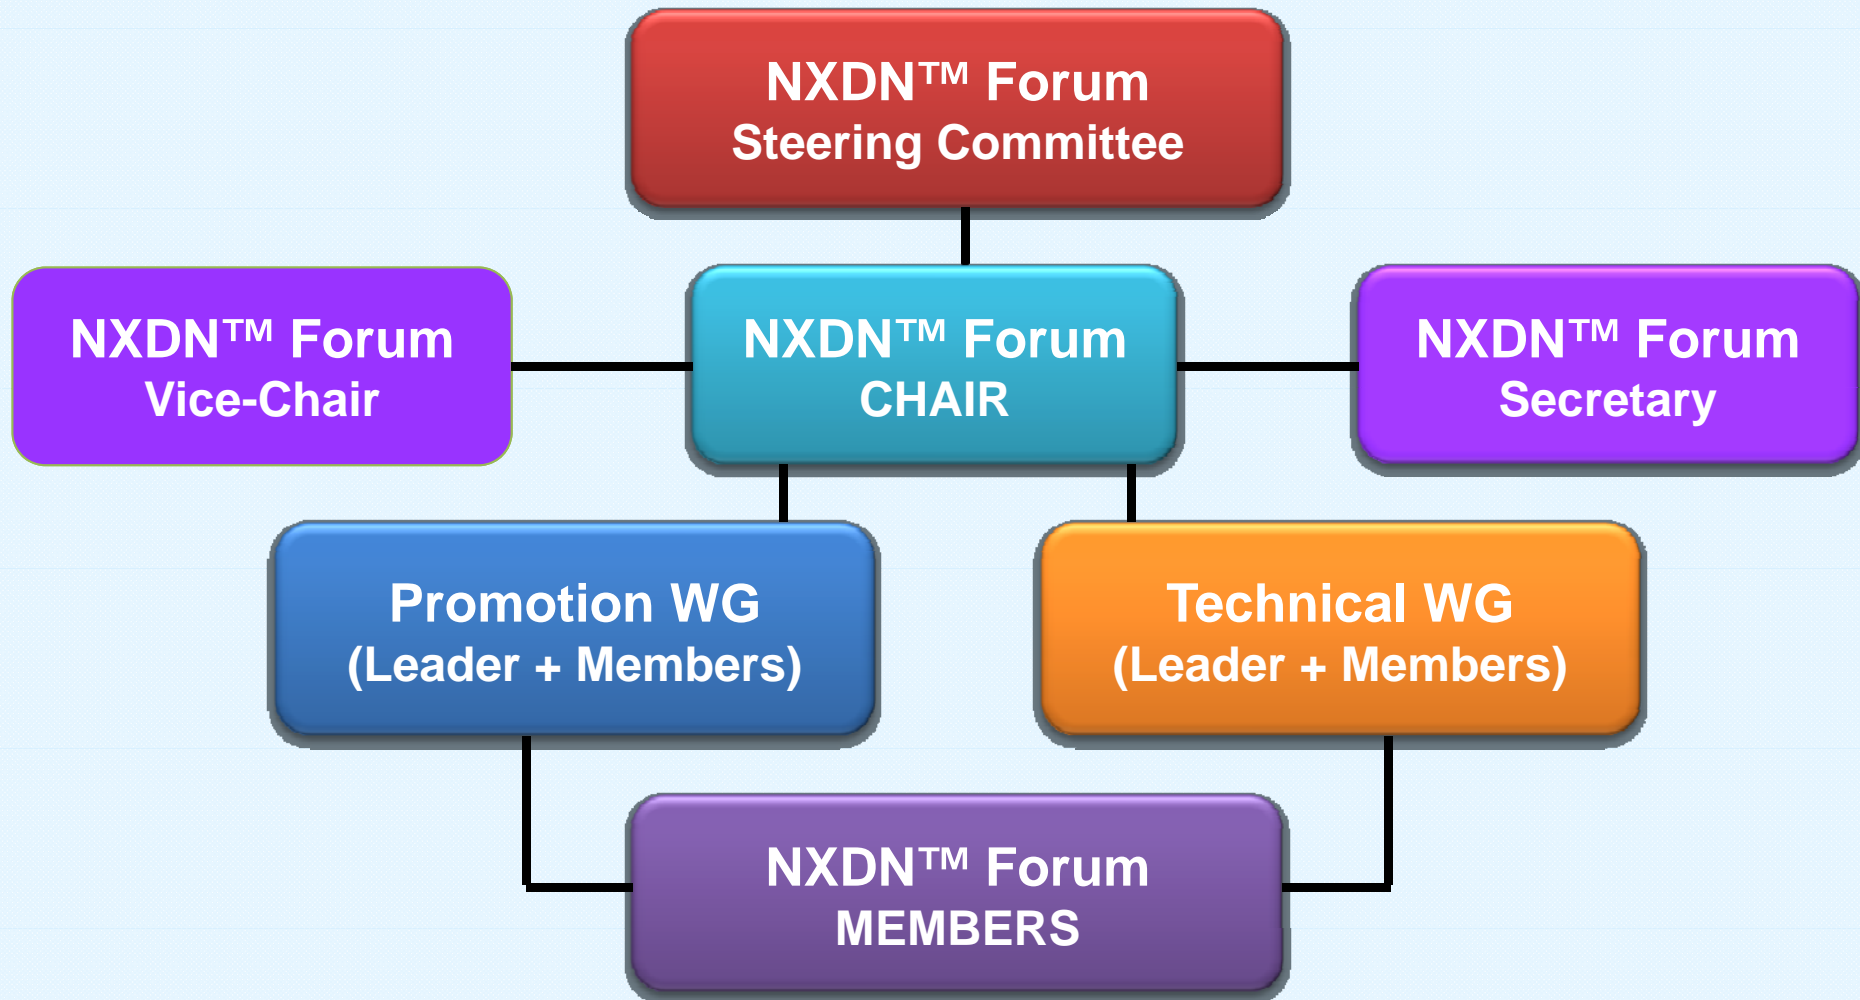 NXDN™ Forum
Steering Committee
NXDN™ Forum
Vice-Chair
NXDN™ Forum
CHAIR
NXDN™ Forum
Secretary
Promotion WG
(Leader + Members)
Technical WG
(Leader + Members)
NXDN™ Forum
MEMBERS